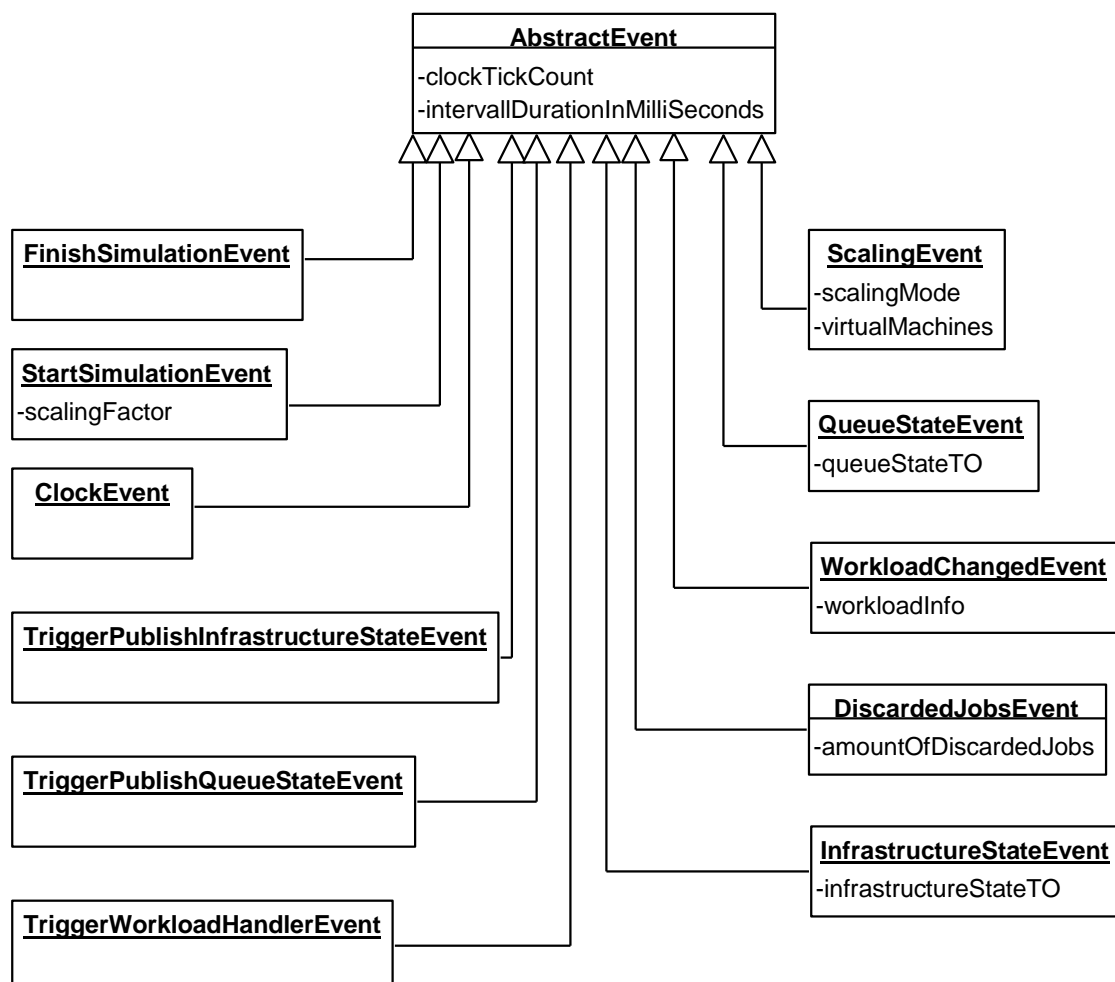 AbstractEvent
-clockTickCount
-intervallDurationInMilliSeconds
FinishSimulationEvent
StartSimulationEvent
-scalingFactor
ClockEvent
TriggerPublishInfrastructureStateEvent
TriggerPublishQueueStateEvent
TriggerWorkloadHandlerEvent
ScalingEvent
-scalingMode
-virtualMachines
QueueStateEvent
-queueStateTO
WorkloadChangedEvent
-workloadInfo
DiscardedJobsEvent
-amountOfDiscardedJobs
InfrastructureStateEvent
-infrastructureStateTO